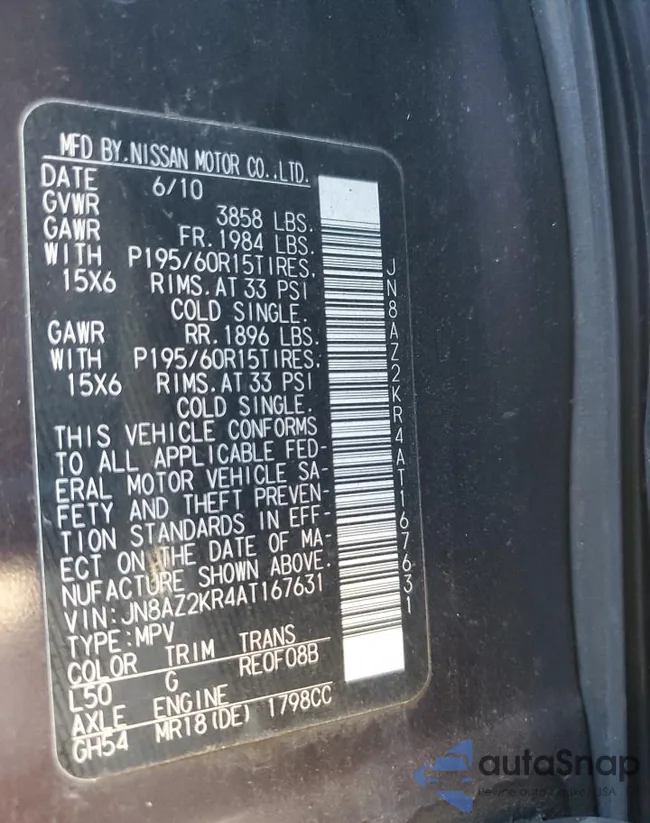 MFD BY.NISSAN MOTOR CO.,LTD.
DATE 6/10
GVWR 3858 LBS.
GAWR FR.1984 LBS.
WITH P195/60R15TIRES,
15X6 RIMS.AT 33 PSI
COLD SINGLE.
GAWR RR.1896 LBS.
WITH P195/60R15TIRES,
15X6 RIMS.AT 33 PSI
COLD SINGLE.
THIS VEHICLE CONFORMS
TO ALL APPLICABLE FED-
ERAL MOTOR VEHICLE SA-
FETY AND THEFT PREVEN-
TION STANDARDS IN EFF-
ECT ON THE DATE OF MA-
NUFACTURE SHOWN ABOVE.
VIN:JN8AZ2KR4AT167631
TYPE:MPV
COLOR TRIM TRANS
L50 G RE0F08B
AXLE ENGINE
GH54 MR18(DE) 1798CC
JN8AZ2KR4AT167631
autaSnap
USA